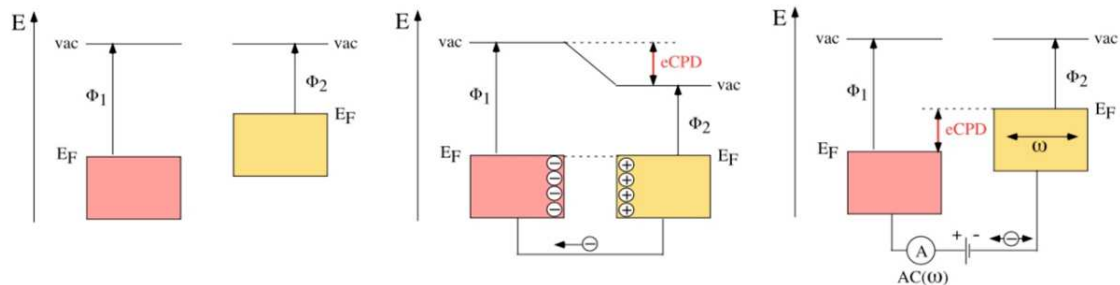 E
vac
vac
Φ1
Φ2
EF
EF
E
vac
eCPD
vac
Φ1
Φ2
EF
EF
− + 
− +
− +
− +
−
E
vac
vac
Φ1
Φ2
eCPD
EF
EF
ω
+ - −
A
AC(ω)